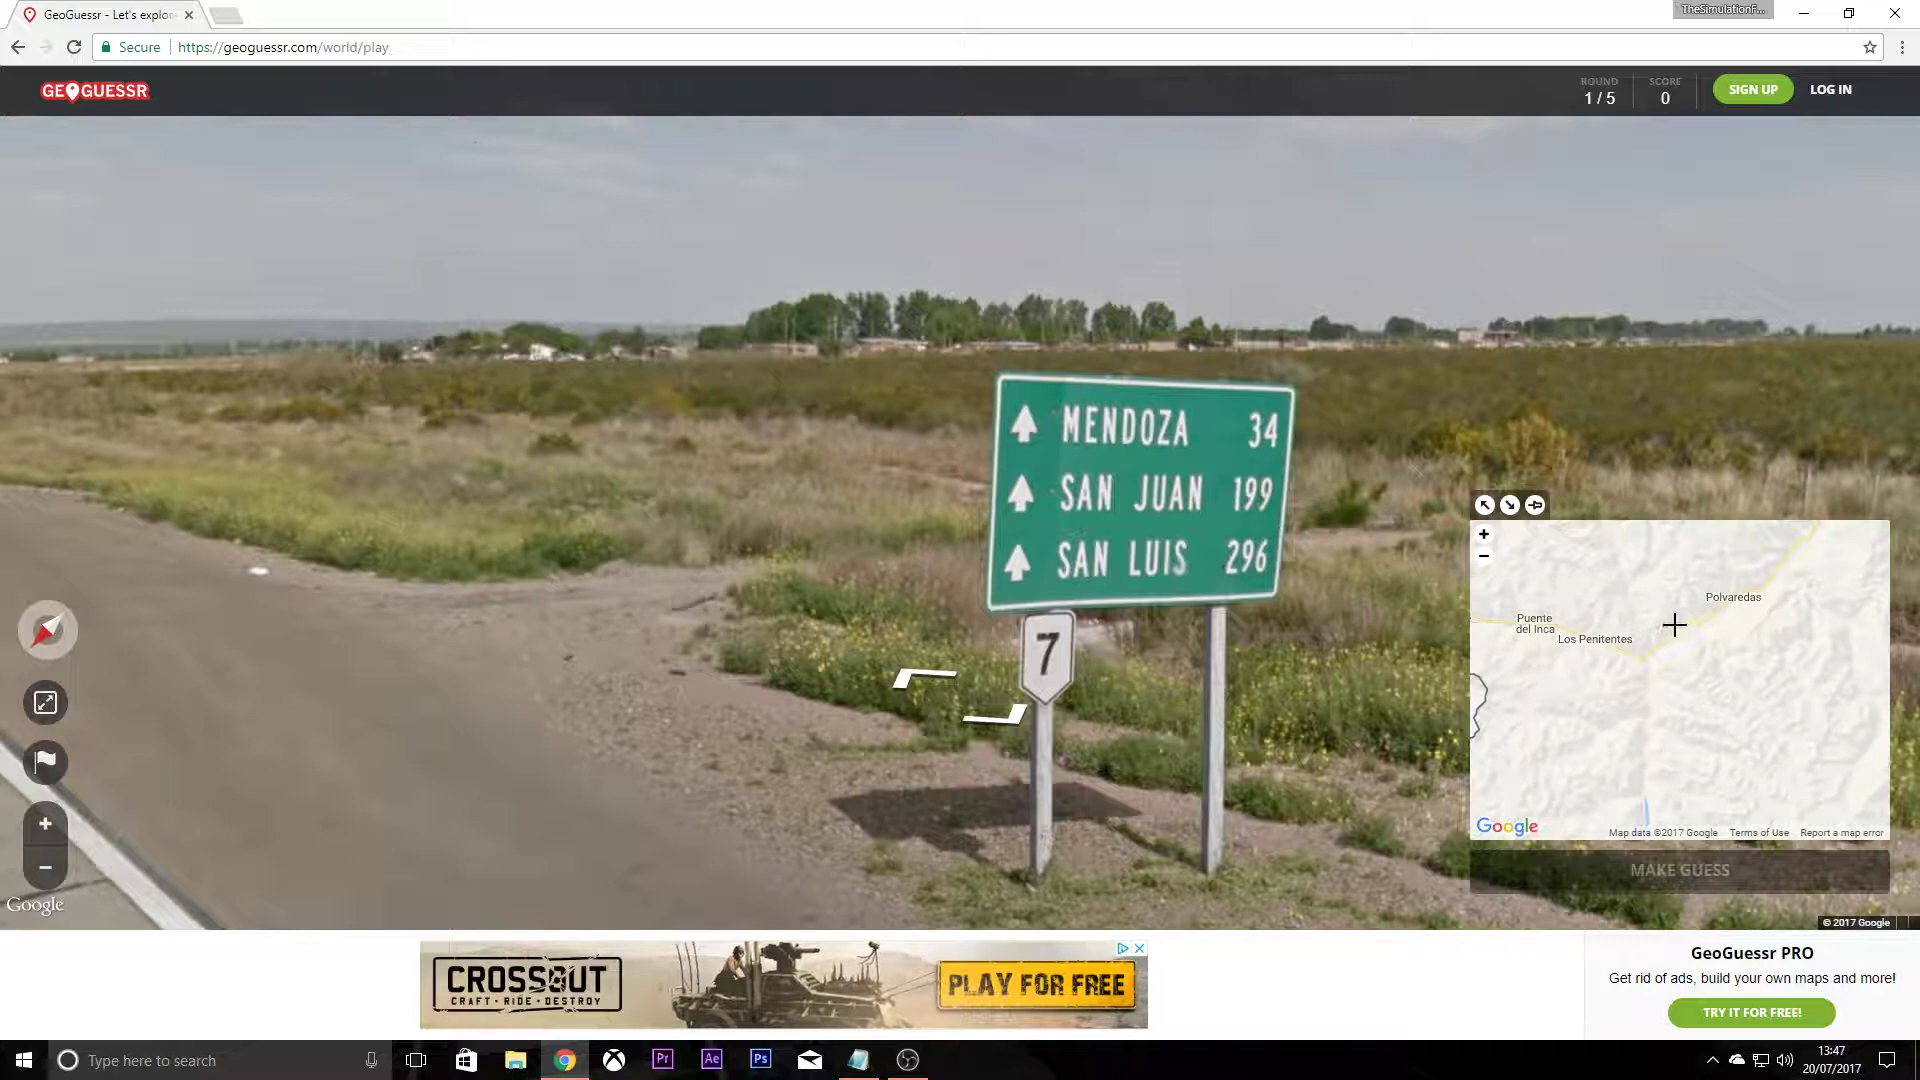 GeoGuessr - Let's explor
TheSimulationF...
Secure
https://geoguessr.com/world/play
GEOGUESSR
ROUND
1 / 5
SCORE
0
SIGN UP
LOG IN
MENDOZA 34
SAN JUAN 199
SAN LUIS 296
7
Polvaredas
Puente
del Inca
Los Penitentes
Google
Map data ©2017 Google
Terms of Use
Report a map error
MAKE GUESS
Google
© 2017 Google
CROSSOUT
CRAFT • RIDE • DESTROY
PLAY FOR FREE
GeoGuessr PRO
Get rid of ads, build your own maps and more!
TRY IT FOR FREE!
Type here to search
Pr
Ae
Ps
13:47
20/07/2017